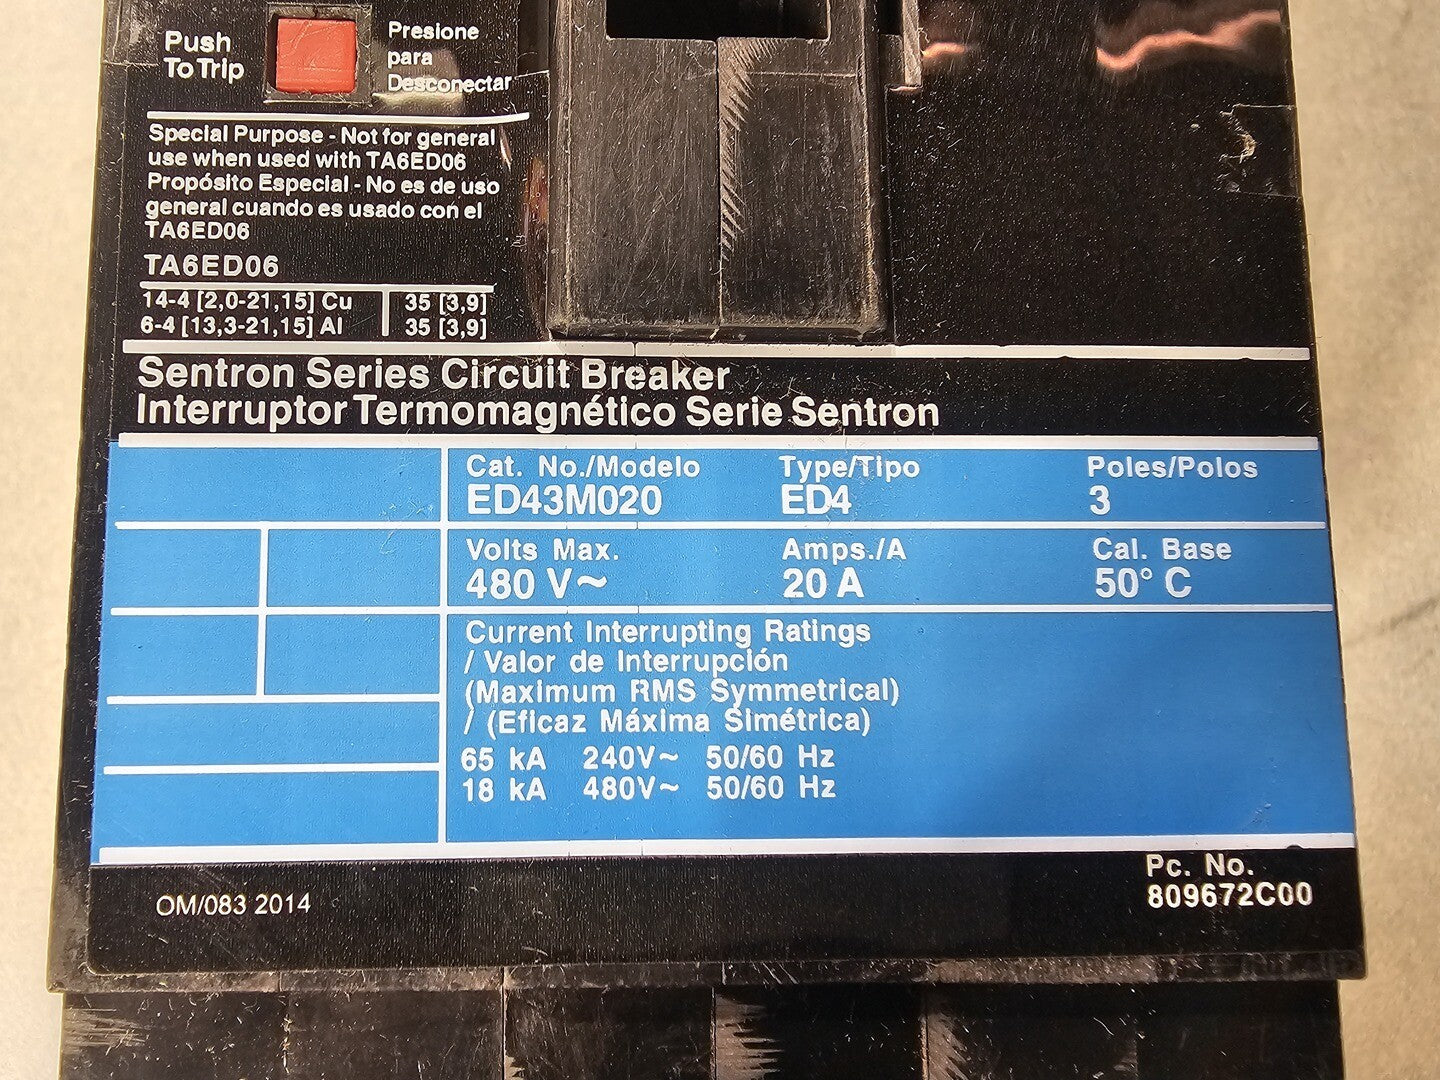 Push
To Trip
Presione
para
Desconectar
Special Purpose - Not for general
use when used with TA6ED06
Propósito Especial - No es de uso
general cuando es usado con el
TA6ED06
TA6ED06
14-4 [2,0-21,15] Cu 35 [3,9]
6-4 [13,3-21,15] Al 35 [3,9]
Sentron Series Circuit Breaker
Interruptor Termomagnético Serie Sentron
Cat. No./Modelo Type/Tipo Poles/Polos
ED43M020 ED4 3
Volts Max. Amps./A Cal. Base
480 V~ 20 A 50° C
Current Interrupting Ratings
/ Valor de Interrupción
(Maximum RMS Symmetrical)
/ (Eficaz Máxima Simétrica)
65 kA 240V~ 50/60 Hz
18 kA 480V~ 50/60 Hz
Pc. No.
OM/083 2014 809672C00